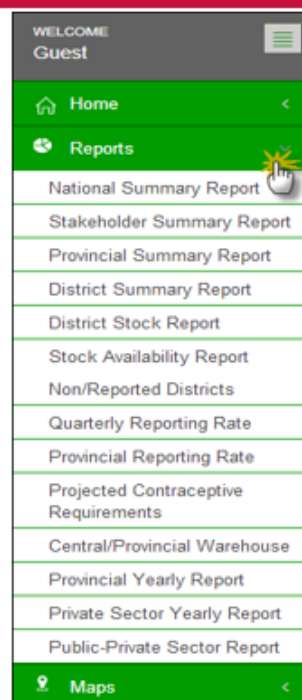 WELCOME
Guest
Home
Reports
National Summary Report
Stakeholder Summary Report
Provincial Summary Report
District Summary Report
District Stock Report
Stock Availability Report
Non/Reported Districts
Quarterly Reporting Rate
Provincial Reporting Rate
Projected Contraceptive
Requirements
Central/Provincial Warehouse
Provincial Yearly Report
Private Sector Yearly Report
Public-Private Sector Report
Maps